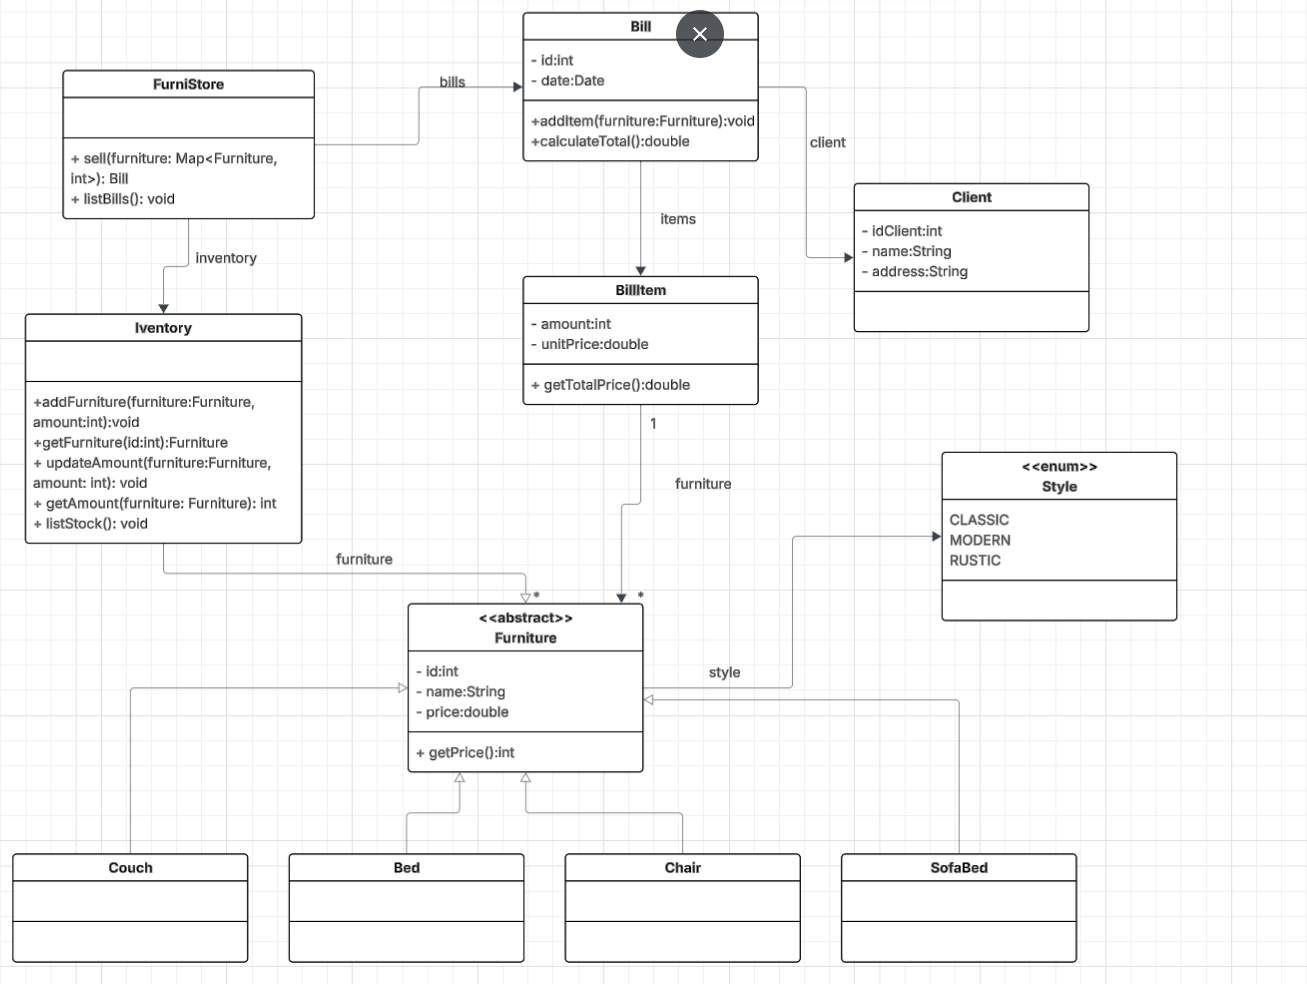 Bill
- id:int
- date:Date
+addItem(furniture:Furniture):void
+calculateTotal():double
FurniStore
+ sell(furniture: Map<Furniture,
int>): Bill
+ listBills(): void
bills
client
Client
- idClient:int
- name:String
- address:String
items
inventory
BillItem
- amount:int
- unitPrice:double
+ getTotalPrice():double
Iventory
+addFurniture(furniture:Furniture,
amount:int):void
+getFurniture(id:int):Furniture
+ updateAmount(furniture:Furniture,
amount: int): void
+ getAmount(furniture: Furniture): int
+ listStock(): void
1
furniture
<<enum>>
Style
CLASSIC
MODERN
RUSTIC
furniture
*
*
<<abstract>>
Furniture
- id:int
- name:String
- price:double
+ getPrice():int
style
Couch
Bed
Chair
SofaBed